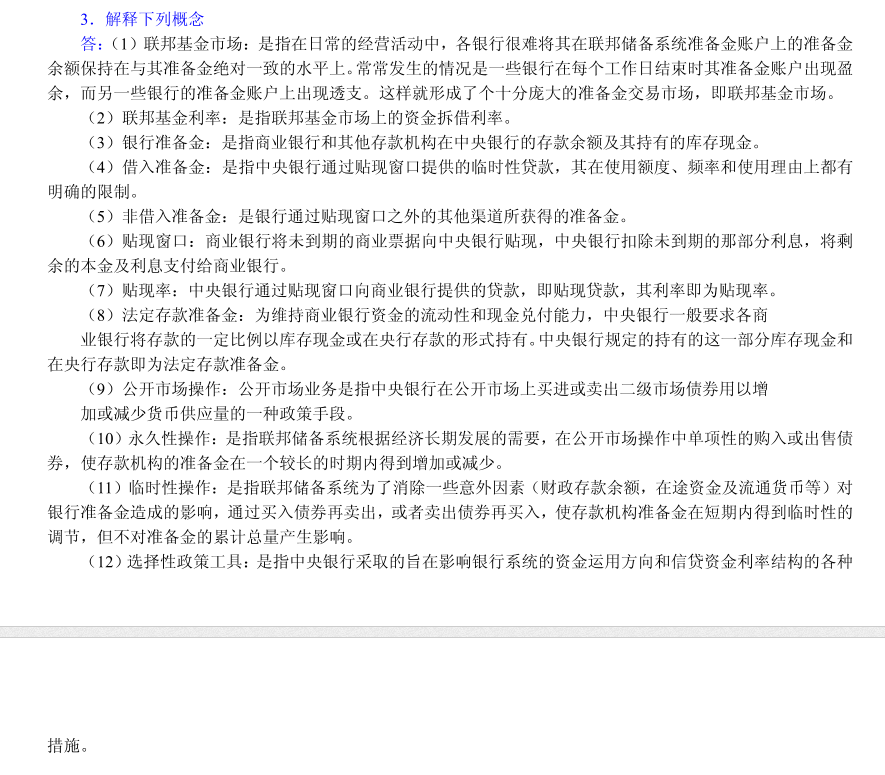 3．解释下列概念
答：（1）联邦基金市场：是指在日常的经营活动中，各银行很难将其在联邦储备系统准备金账户上的准备金
余额保持在与其准备金绝对一致的水平上。常常发生的情况是一些银行在每个工作日结束时其准备金账户出现盈
余，而另一些银行的准备金账户上出现透支。这样就形成了个十分庞大的准备金交易市场，即联邦基金市场。
（2）联邦基金利率：是指联邦基金市场上的资金拆借利率。
（3）银行准备金：是指商业银行和其他存款机构在中央银行的存款余额及其持有的库存现金。
（4）借入准备金：是指中央银行通过贴现窗口提供的临时性贷款，其在使用额度、频率和使用理由上都有
明确的限制。
（5）非借入准备金：是银行通过贴现窗口之外的其他渠道所获得的准备金。
（6）贴现窗口：商业银行将未到期的商业票据向中央银行贴现，中央银行扣除未到期的那部分利息，将剩
余的本金及利息支付给商业银行。
（7）贴现率：中央银行通过贴现窗口向商业银行提供的贷款，即贴现贷款，其利率即为贴现率。
（8）法定存款准备金：为维持商业银行资金的流动性和现金兑付能力，中央银行一般要求各商
业银行将存款的一定比例以库存现金或在央行存款的形式持有。中央银行规定的持有的这一部分库存现金和
在央行存款即为法定存款准备金。
（9）公开市场操作：公开市场业务是指中央银行在公开市场上买进或卖出二级市场债券用以增
加或减少货币供应量的一种政策手段。
（10）永久性操作：是指联邦储备系统根据经济长期发展的需要，在公开市场操作中单项性的购入或出售债
券，使存款机构的准备金在一个较长的时期内得到增加或减少。
（11）临时性操作：是指联邦储备系统为了消除一些意外因素（财政存款余额，在途资金及流通货币等）对
银行准备金造成的影响，通过买入债券再卖出，或者卖出债券再买入，使存款机构准备金在短期内得到临时性的
调节，但不对准备金的累计总量产生影响。
（12）选择性政策工具：是指中央银行采取的旨在影响银行系统的资金运用方向和信贷资金利率结构的各种
措施。